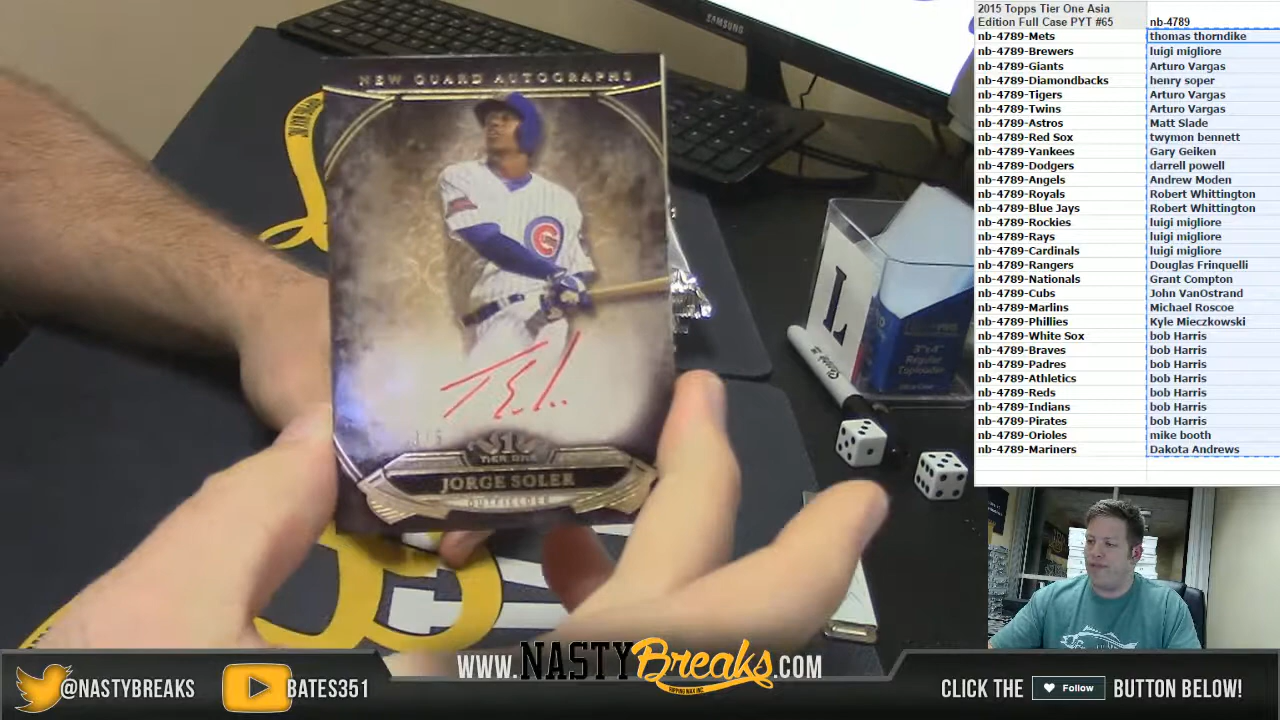 2015 Topps Tier One Asia
Edition Full Case PYT #65 nb-4789
nb-4789-Mets thomas thorndike
nb-4789-Brewers luigi migliore
nb-4789-Giants Arturo Vargas
nb-4789-Diamondbacks henry soper
nb-4789-Tigers Arturo Vargas
nb-4789-Twins Arturo Vargas
nb-4789-Astros Matt Slade
nb-4789-Red Sox twymon bennett
nb-4789-Yankees Gary Geiken
nb-4789-Dodgers darrell powell
nb-4789-Angels Andrew Moden
nb-4789-Royals Robert Whittington
nb-4789-Blue Jays Robert Whittington
nb-4789-Rockies luigi migliore
nb-4789-Rays luigi migliore
nb-4789-Cardinals luigi migliore
nb-4789-Rangers Douglas Frinquelli
nb-4789-Nationals Grant Compton
nb-4789-Cubs John VanOstrand
nb-4789-Marlins Michael Roscoe
nb-4789-Phillies Kyle Mieczkowski
nb-4789-White Sox bob Harris
nb-4789-Braves bob Harris
nb-4789-Padres bob Harris
nb-4789-Athletics bob Harris
nb-4789-Reds bob Harris
nb-4789-Indians bob Harris
nb-4789-Pirates bob Harris
nb-4789-Orioles mike booth
nb-4789-Mariners Dakota Andrews
SAMSUNG
NEW GUARD AUTOGRAPHS
C
1
TIER ONE
JORGE SOLER
OUTFIELDER
L
3"x4"
Regular
Toploader
@NASTYBREAKS
BATES351
WWW.NASTYBreaks.COM
CLICK THE Follow BUTTON BELOW!